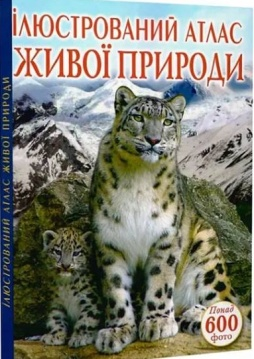 ІЛЮСТРОВАНИЙ АТЛАС
ЖИВОЇ ПРИРОДИ
ІЛЮСТРОВАНИЙ АТЛАС ЖИВОЇ ПРИРОДИ
Понад
600
фото